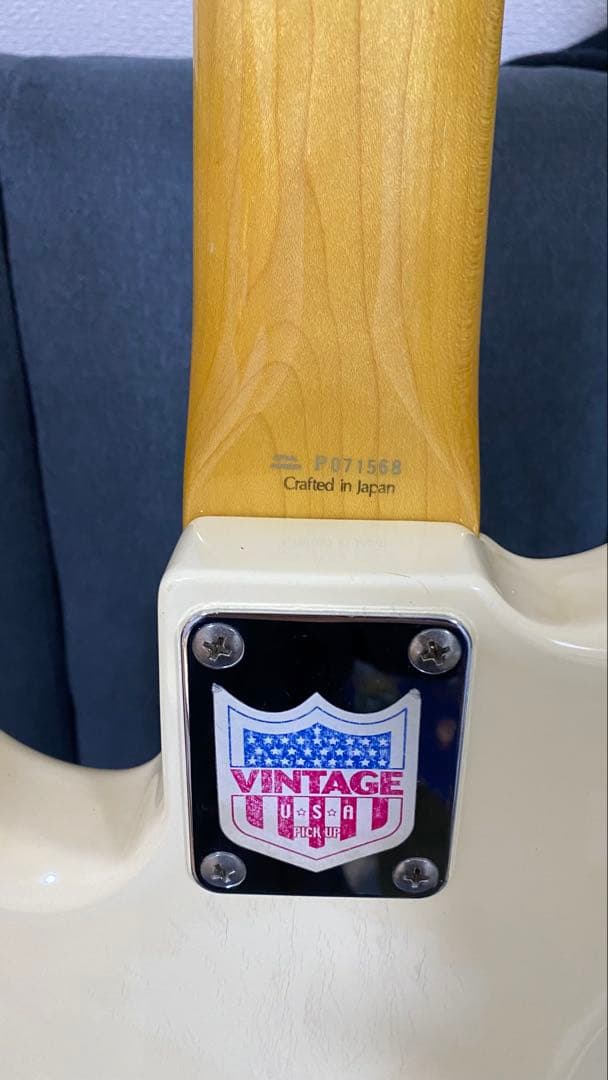 P071568
Crafted in Japan
VINTAGE
U☆S☆A
PICK UP